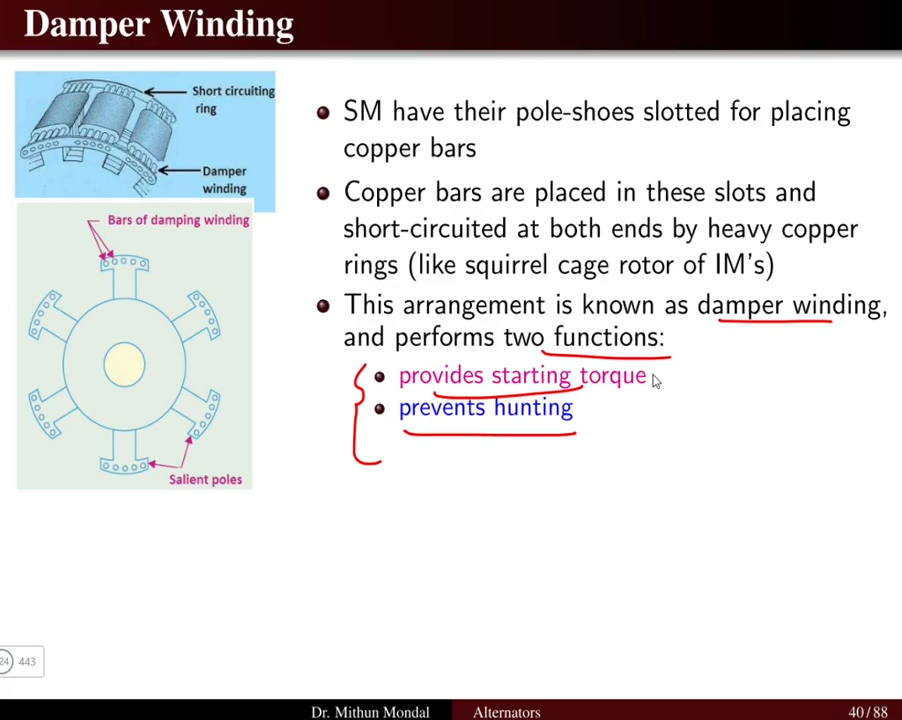 Damper Winding
Short circuiting
ring
Damper
winding
Bars of damping winding
Salient poles
SM have their pole-shoes slotted for placing
copper bars
Copper bars are placed in these slots and
short-circuited at both ends by heavy copper
rings (like squirrel cage rotor of IM's)
This arrangement is known as damper winding,
and performs two functions:
provides starting torque
prevents hunting
24 443
Dr. Mithun Mondal Alternators 40 / 88